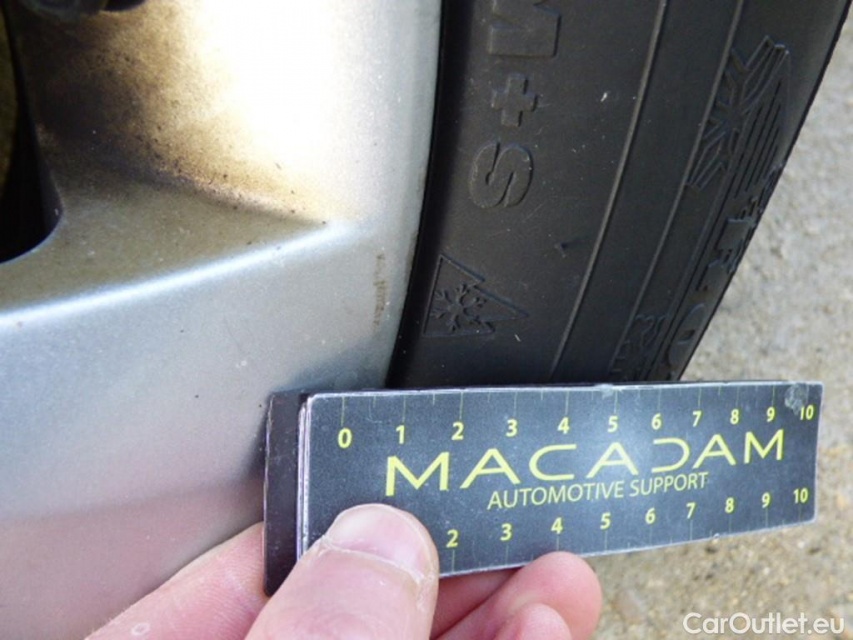 M+S
0 1 2 3 4 5 6 7 8 9 10
MACADAM
AUTOMOTIVE SUPPORT
2 3 4 5 6 7 8 9 10
CarOutlet.eu